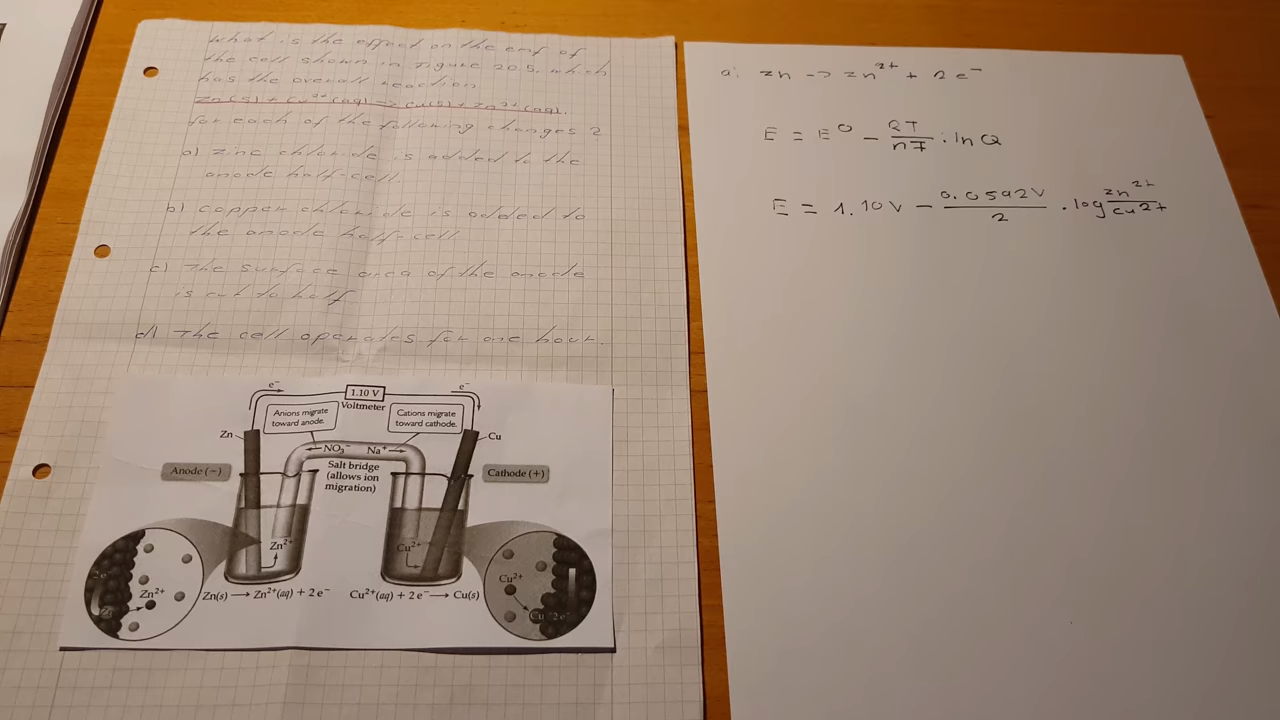 what is the effect on the emf of
the cell shown in Figure 20.5, which
has the overall reaction
Zn(s) + Cu²⁺(aq) → Cu(s) + Zn²⁺(aq).
for each of the following changes?
a) zinc chloride is added to the
anode half-cell.
b) copper chloride is added to
the anode half-cell.
c) The surface area of the anode
is cut to half
d) The cell operates for one hour.
e⁻
1.10 V
e⁻
Voltmeter
Anions migrate
toward anode.
Cations migrate
toward cathode.
Zn
Cu
NO₃⁻ Na⁺
Anode (−)
Salt bridge
(allows ion
migration)
Cathode (+)
Zn²⁺
Cu²⁺
2e⁻
Zn²⁺
Zn
Cu²⁺
Cu 2e⁻
Zn(s) ⟶ Zn²⁺(aq) + 2 e⁻
Cu²⁺(aq) + 2 e⁻ ⟶ Cu(s)
a: zn → zn²⁺ + 2 e⁻
E = E⁰ − RT/nF · ln Q
E = 1.10V − 0.0592V/2 · log zn²⁺/cu²⁺